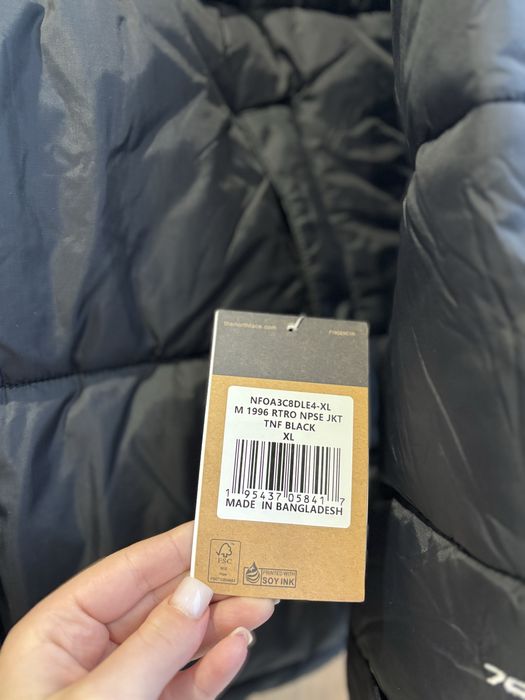 thenorthface.com
NF0A3C8DLE4-XL
M 1996 RTRO NPSE JKT
TNF BLACK
XL
1 95437 05841 7
MADE IN BANGLADESH
FSC
PRINTED WITH
SOY INK